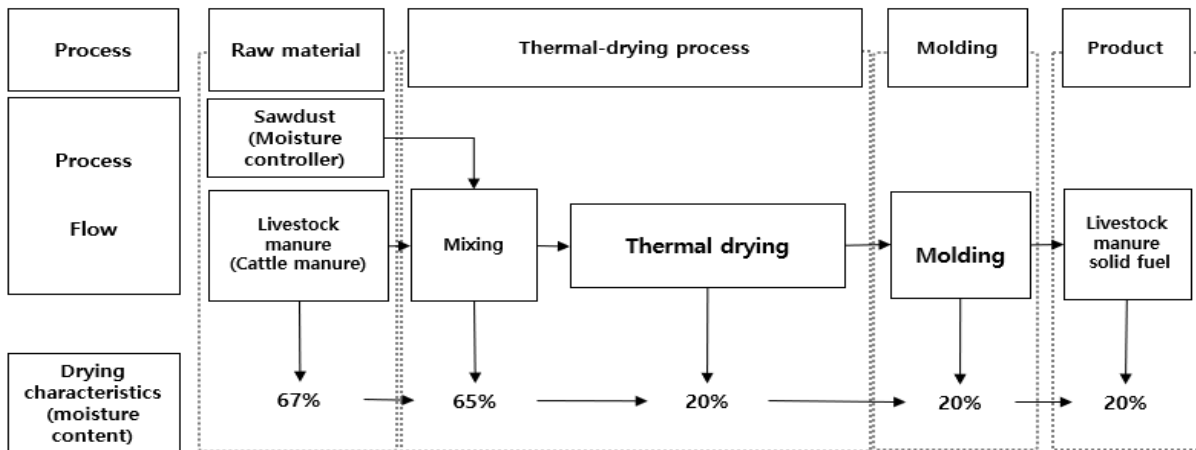 Process
Raw material
Thermal-drying process
Molding
Product
Process
Flow
Sawdust
(Moisture
controller)
Livestock
manure
(Cattle manure)
Mixing
Thermal drying
Molding
Livestock
manure
solid fuel
Drying
characteristics
(moisture
content)
67%
65%
20%
20%
20%